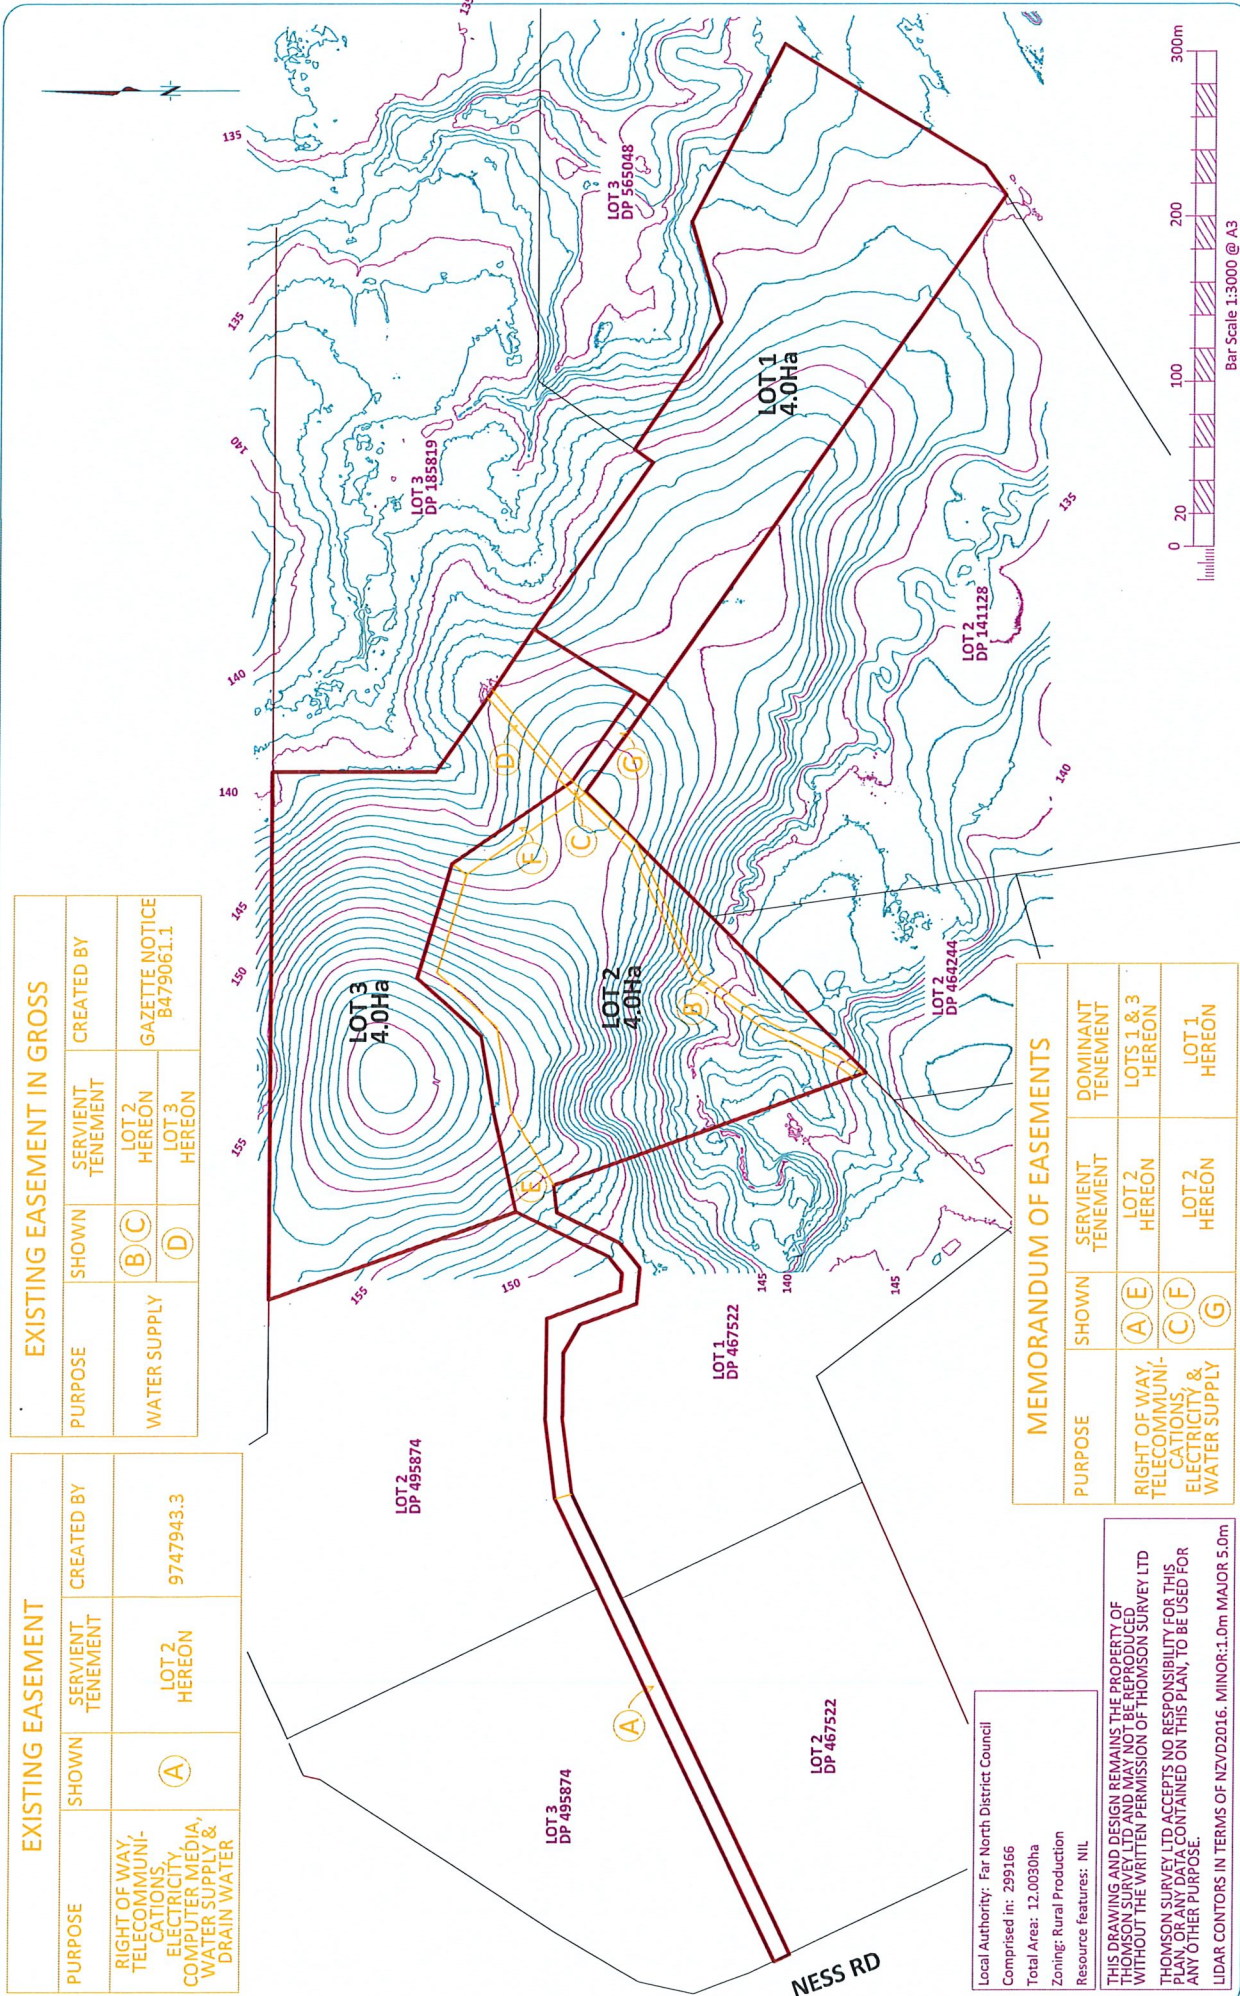 EXISTING EASEMENT
PURPOSE
SHOWN
SERVIENT
TENEMENT
CREATED BY
RIGHT OF WAY,
TELECOMMUNI-
CATIONS,
ELECTRICITY,
COMPUTER MEDIA,
WATER SUPPLY &
DRAIN WATER
A
LOT 2
HEREON
9747943.3
EXISTING EASEMENT IN GROSS
PURPOSE
SHOWN
SERVIENT
TENEMENT
CREATED BY
WATER SUPPLY
B C
LOT 2
HEREON
D
LOT 3
HEREON
GAZETTE NOTICE
B479061.1
N
135
135
135
140
140
140
145
150
155
155
150
145
140
145
140
135
LOT 3
4.0Ha
LOT 2
4.0Ha
LOT 1
4.0Ha
LOT 3
DP 185819
LOT 3
DP 565048
LOT 2
DP 141128
LOT 2
DP 464244
LOT 1
DP 467522
LOT 2
DP 495874
LOT 3
DP 495874
LOT 2
DP 467522
A
B
C
D
E
F
G
NESS RD
Local Authority: Far North District Council
Comprised in: 299166
Total Area: 12.0030ha
Zoning: Rural Production
Resource features: NIL
THIS DRAWING AND DESIGN REMAINS THE PROPERTY OF
THOMSON SURVEY LTD AND MAY NOT BE REPRODUCED
WITHOUT THE WRITTEN PERMISSION OF THOMSON SURVEY LTD
THOMSON SURVEY LTD ACCEPTS NO RESPONSIBILITY FOR THIS
PLAN, OR ANY DATA CONTAINED ON THIS PLAN, TO BE USED FOR
ANY OTHER PURPOSE.
LIDAR CONTORS IN TERMS OF NZVD2016. MINOR:1.0m MAJOR 5.0m
MEMORANDUM OF EASEMENTS
PURPOSE
SHOWN
SERVIENT
TENEMENT
DOMINANT
TENEMENT
RIGHT OF WAY,
TELECOMMUNI-
CATIONS,
ELECTRICITY &
WATER SUPPLY
A E
LOT 2
HEREON
LOTS 1 & 3
HEREON
C F
G
LOT 2
HEREON
LOT 1
HEREON
0 20 100 200 300m
Bar Scale 1:3000 @ A3